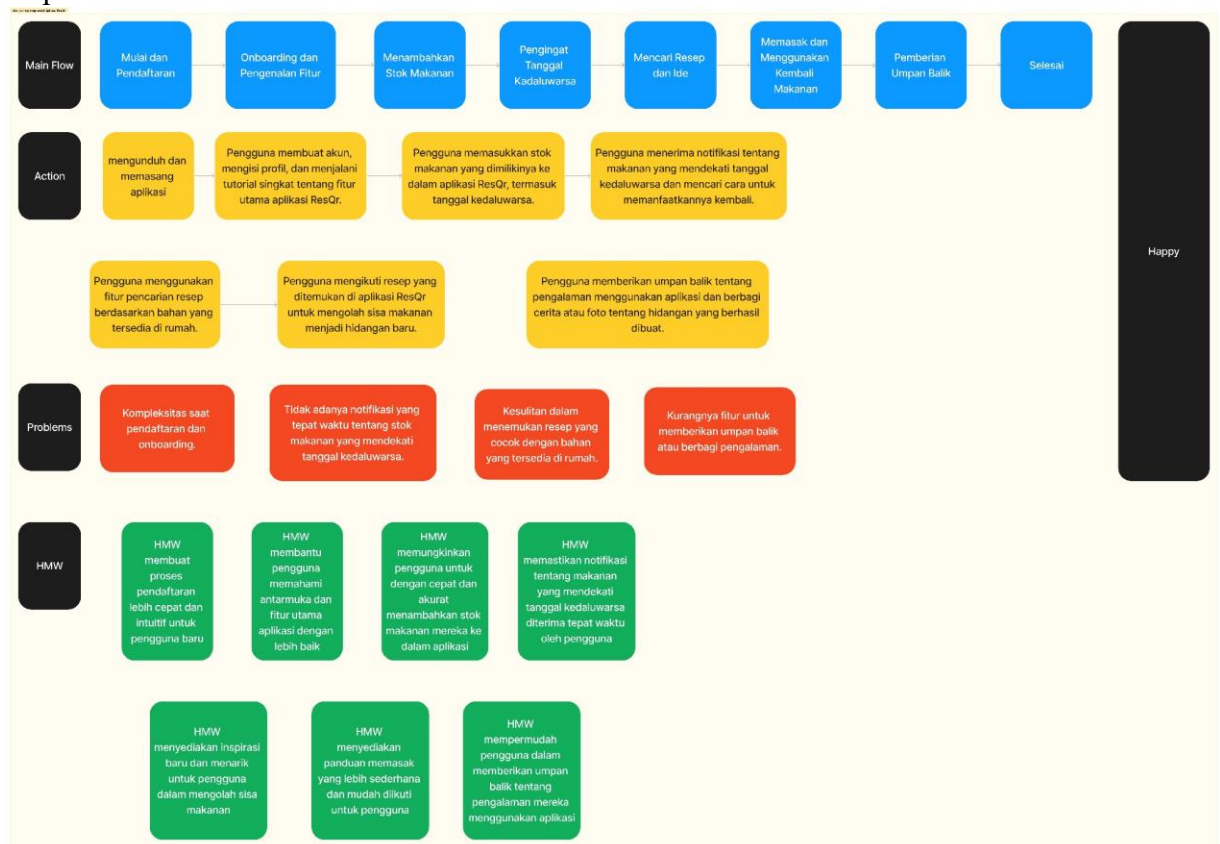 Main Flow
Mulai dan
Pendaftaran
Onboarding dan
Pengenalan Fitur
Menambahkan
Stok Makanan
Pengingat
Tanggal
Kadaluwarsa
Mencari Resep
dan Ide
Memasak dan
Menggunakan
Kembali
Makanan
Pemberian
Umpan Balik
Selesai
Action
mengunduh dan
memasang
aplikasi
Pengguna membuat akun,
mengisi profil, dan menjalani
tutorial singkat tentang fitur
utama aplikasi ResQr.
Pengguna memasukkan stok
makanan yang dimilikinya ke
dalam aplikasi ResQr, termasuk
tanggal kedaluwarsa.
Pengguna menerima notifikasi tentang
makanan yang mendekati tanggal
kedaluwarsa dan mencari cara untuk
memanfaatkannya kembali.
Happy
Pengguna menggunakan
fitur pencarian resep
berdasarkan bahan yang
tersedia di rumah.
Pengguna mengikuti resep yang
ditemukan di aplikasi ResQr
untuk mengolah sisa makanan
menjadi hidangan baru.
Pengguna memberikan umpan balik tentang
pengalaman menggunakan aplikasi dan berbagi
cerita atau foto tentang hidangan yang berhasil
dibuat.
Problems
Kompleksitas saat
pendaftaran dan
onboarding.
Tidak adanya notifikasi yang
tepat waktu tentang stok
makanan yang mendekati
tanggal kedaluwarsa.
Kesulitan dalam
menemukan resep yang
cocok dengan bahan
yang tersedia di rumah.
Kurangnya fitur untuk
memberikan umpan balik
atau berbagi pengalaman.
HMW
HMW
membuat
proses
pendaftaran
lebih cepat dan
intuitif untuk
pengguna baru
HMW
membantu
pengguna
memahami
antarmuka dan
fitur utama
aplikasi dengan
lebih baik
HMW
memungkinkan
pengguna untuk
dengan cepat dan
akurat
menambahkan stok
makanan mereka ke
dalam aplikasi
HMW
memastikan notifikasi
tentang makanan
yang mendekati
tanggal kedaluwarsa
diterima tepat waktu
oleh pengguna
HMW
menyediakan inspirasi
baru dan menarik
untuk pengguna
dalam mengolah sisa
makanan
HMW
menyediakan
panduan memasak
yang lebih sederhana
dan mudah diikuti
untuk pengguna
HMW
mempermudah
pengguna dalam
memberikan umpan
balik tentang
pengalaman mereka
menggunakan aplikasi